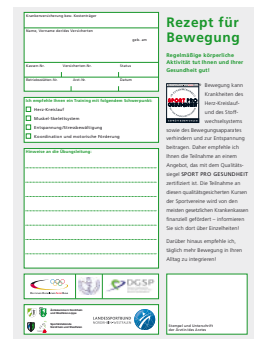 Krankenversicherung bzw. Kostenträger
Name, Vorname des/der Versicherten
geb. am
Kassen-Nr.
Versicherten-Nr.
Status
Betriebsstätten-Nr.
Arzt-Nr.
Datum
Ich empfehle Ihnen ein Training mit folgendem Schwerpunkt:
Herz-Kreislauf
Muskel-Skelettsystem
Entspannung/Stressbewältigung
Koordination und motorische Förderung
Hinweise an die Übungsleitung:
DGSP
LANDESSPORTBUND
Rezept für
Bewegung
Regelmäßige körperliche
Aktivität tut Ihnen und Ihrer
Gesundheit gut!
SPORT PRO
GESUNDHEIT
Bewegung kann
Krankheiten des
Herz-Kreislauf-
und des Stoff-
wechselsystems
sowie des Bewegungsapparates
verhindern und zur Entspannung
beitragen. Daher empfehle ich
Ihnen die Teilnahme an einem
Angebot, das mit dem Qualitäts-
siegel SPORT PRO GESUNDHEIT
zertifiziert ist. Die Teilnahme an
diesen qualitätsgesicherten Kursen
der Sportvereine wird von den
meisten gesetzlichen Krankenkassen
finanziell gefördert – informieren
Sie sich dort über Einzelheiten!
Darüber hinaus empfehle ich,
täglich mehr Bewegung in Ihren
Alltag zu integrieren!
Stempel und Unterschrift
des Arztes/der Ärztin